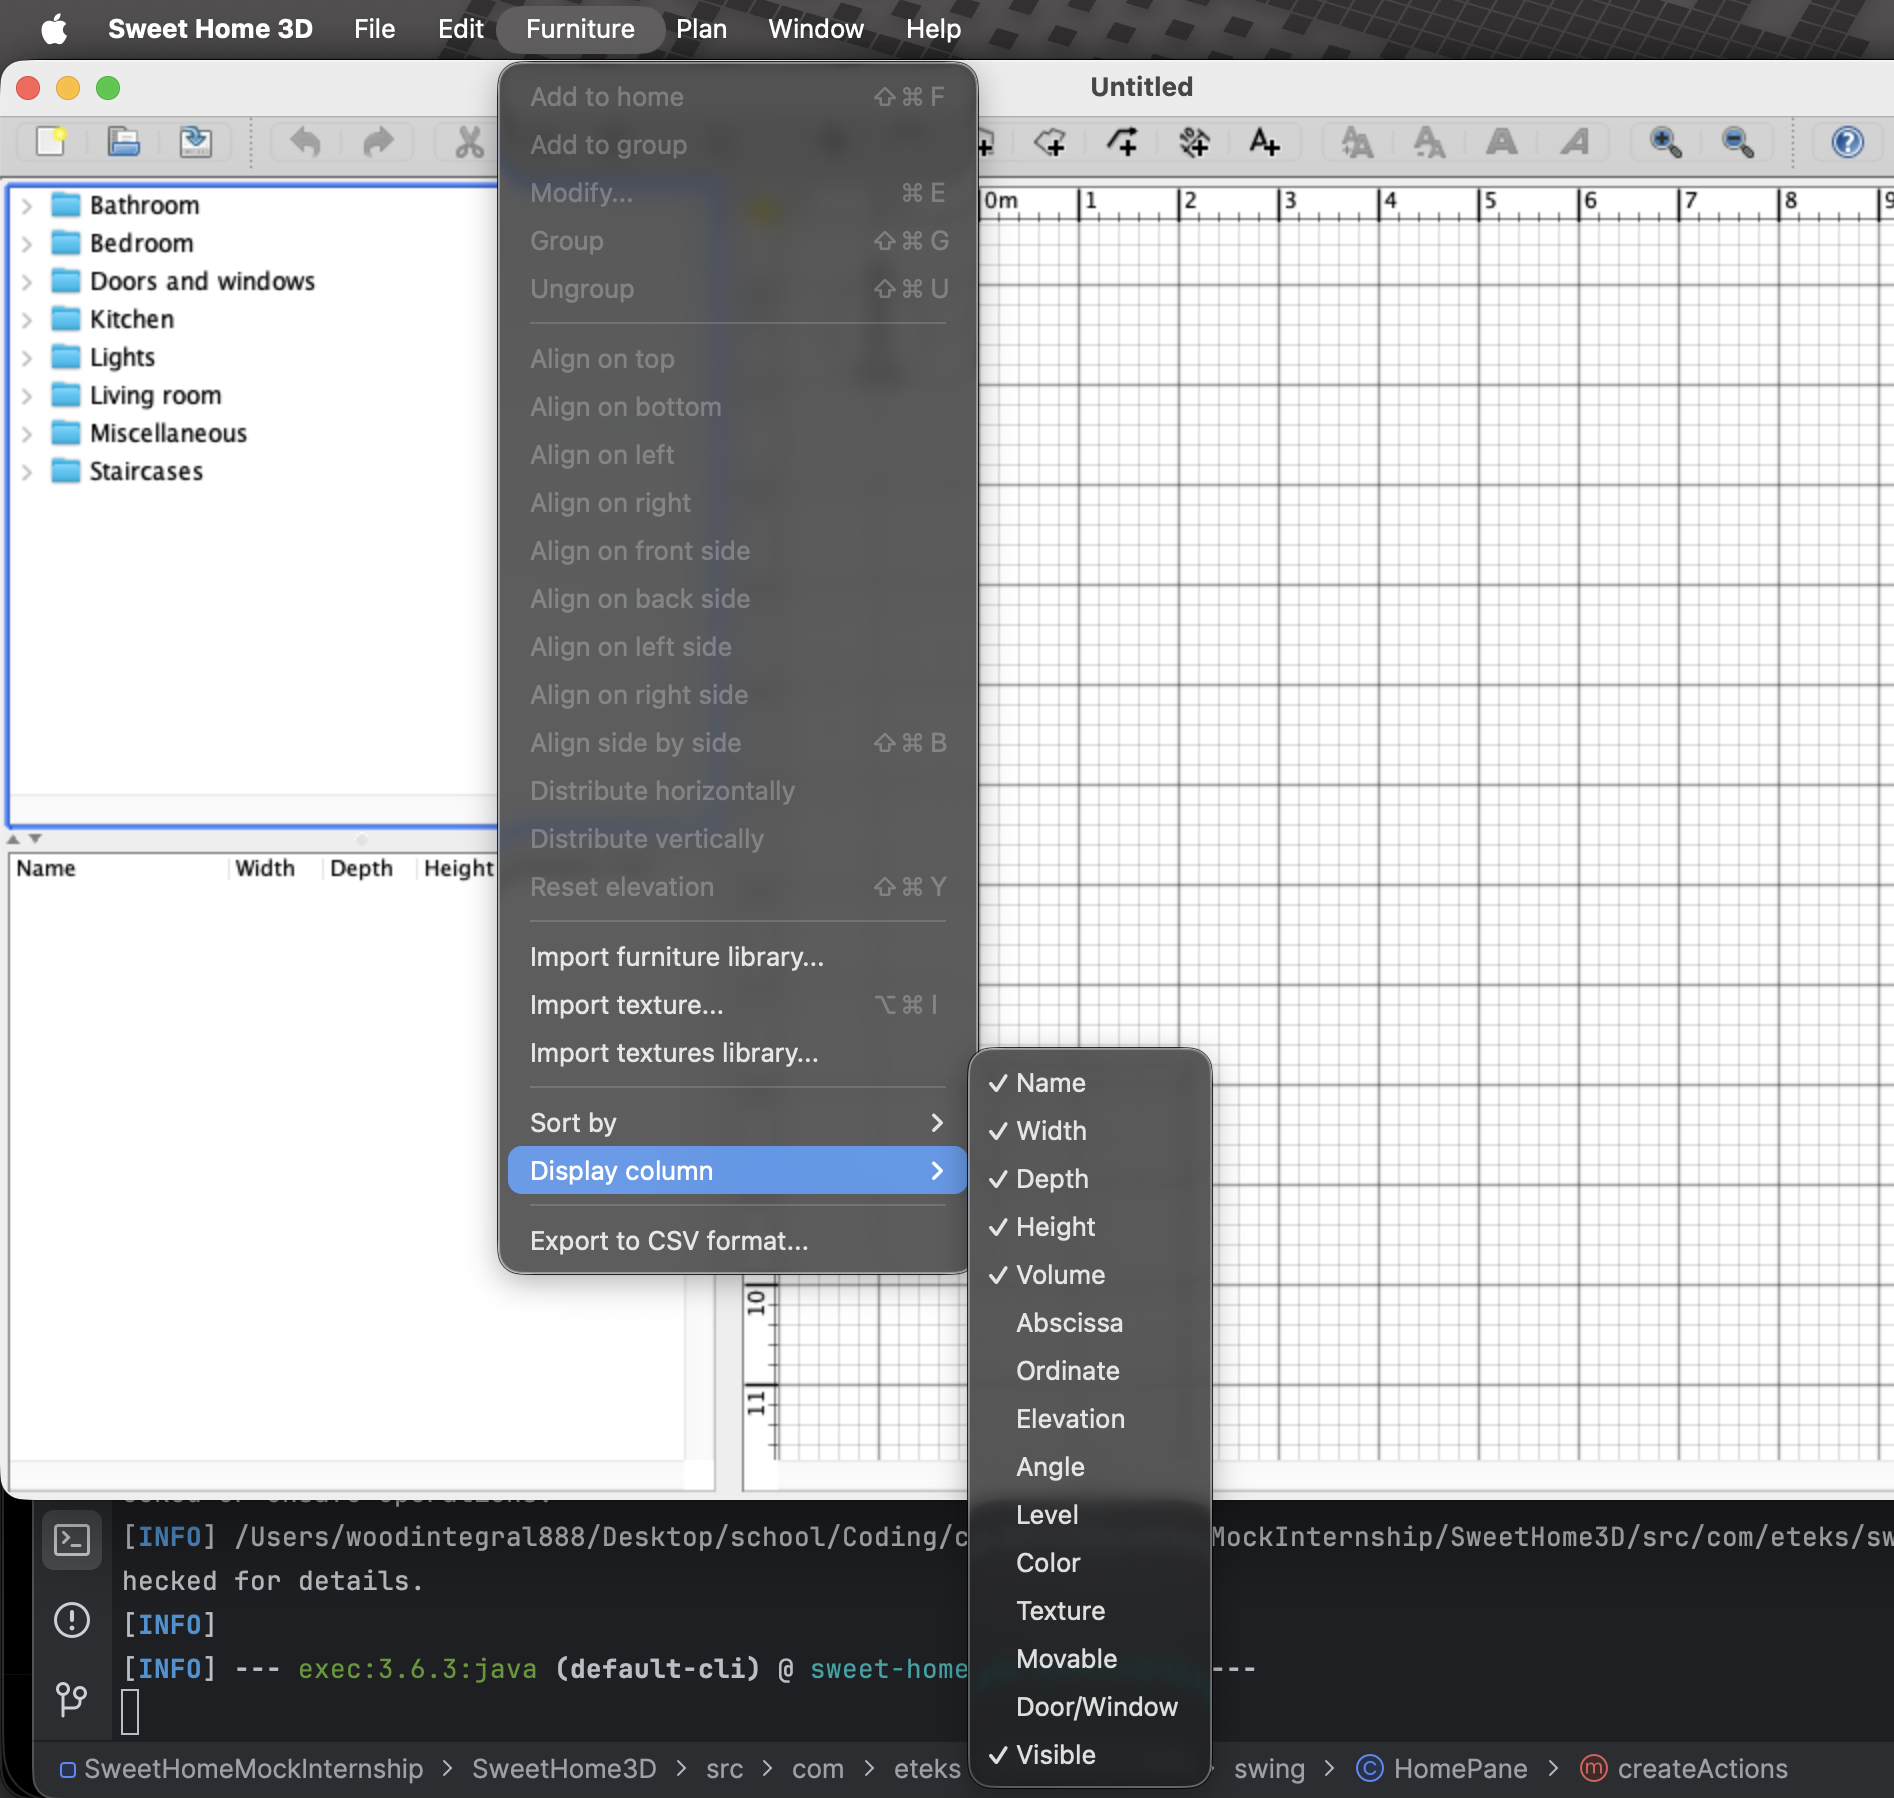 Sweet Home 3D File Edit Furniture Plan Window Help
Untitled
Bathroom
Bedroom
Doors and windows
Kitchen
Lights
Living room
Miscellaneous
Staircases
Name Width Depth Height
Add to home ⇧⌘F
Add to group
Modify... ⌘E
Group ⇧⌘G
Ungroup ⇧⌘U
Align on top
Align on bottom
Align on left
Align on right
Align on front side
Align on back side
Align on left side
Align on right side
Align side by side ⇧⌘B
Distribute horizontally
Distribute vertically
Reset elevation ⇧⌘Y
Import furniture library...
Import texture... ⌥⌘I
Import textures library...
Sort by
Display column
Export to CSV format...
✓ Name
✓ Width
✓ Depth
✓ Height
✓ Volume
Abscissa
Ordinate
Elevation
Angle
Level
Color
Texture
Movable
Door/Window
✓ Visible
0m 1 2 3 4 5 6 7 8 9
10
11
[INFO] /Users/woodintegral888/Desktop/school/Coding/c MockInternship/SweetHome3D/src/com/eteks/sw
hecked for details.
[INFO]
[INFO] --- exec:3.6.3:java (default-cli) @ sweet-home ---
SweetHomeMockInternship > SweetHome3D > src > com > eteks > swing > HomePane > createActions